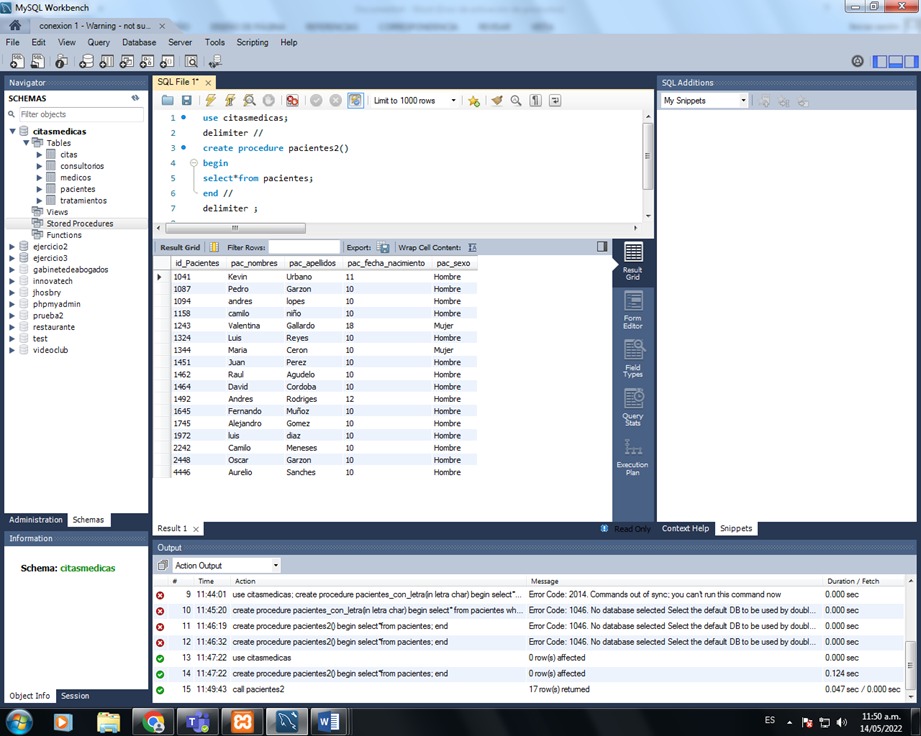 MySQL Workbench
conexion 1 - Warning - not su... ×
File Edit View Query Database Server Tools Scripting Help
Navigator
SCHEMAS
Filter objects
citasmedicas
Tables
citas
consultorios
medicos
pacientes
tratamientos
Views
Stored Procedures
Functions
ejercicio2
ejercicio3
gabinetedeabogados
innovatech
jhosbry
phpmyadmin
prueba2
restaurante
test
videoclub
Administration Schemas
Information
Schema: citasmedicas
Object Info Session
SQL File 1* ×
Limit to 1000 rows
1 use citasmedicas;
2 delimiter //
3 create procedure pacientes2()
4 begin
5 select*from pacientes;
6 end //
7 delimiter ;
Result Grid Filter Rows: Export: Wrap Cell Content:
id_Pacientes pac_nombres pac_apellidos pac_fecha_nacimiento pac_sexo
1041 Kevin Urbano 11 Hombre
1087 Pedro Garzon 10 Hombre
1094 andres lopes 10 Hombre
1158 camilo niño 10 Hombre
1243 Valentina Gallardo 18 Mujer
1324 Luis Reyes 10 Hombre
1344 Maria Ceron 10 Mujer
1451 Juan Perez 10 Hombre
1462 Raul Agudelo 10 Hombre
1464 David Cordoba 10 Hombre
1492 Andres Rodriges 12 Hombre
1645 Fernando Muñoz 10 Hombre
1745 Alejandro Gomez 10 Hombre
1972 luis diaz 10 Hombre
2242 Camilo Meneses 10 Hombre
2448 Oscar Garzon 10 Hombre
4446 Aurelio Sanches 10 Hombre
Result Grid
Form Editor
Field Types
Query Stats
Execution Plan
Result 1 ×
Read Only
SQL Additions
My Snippets
Context Help Snippets
Output
Action Output
# Time Action Message Duration / Fetch
9 11:44:01 use citasmedicas; create procedure pacientes_con_letra(in letra char) begin select*... Error Code: 2014. Commands out of sync; you can't run this command now 0.000 sec
10 11:45:20 create procedure pacientes_con_letra(in letra char) begin select* from pacientes wh... Error Code: 1046. No database selected Select the default DB to be used by doubl... 0.000 sec
11 11:46:19 create procedure pacientes2() begin select*from pacientes; end Error Code: 1046. No database selected Select the default DB to be used by doubl... 0.000 sec
12 11:46:32 create procedure pacientes2() begin select*from pacientes; end Error Code: 1046. No database selected Select the default DB to be used by doubl... 0.000 sec
13 11:47:22 use citasmedicas 0 row(s) affected 0.000 sec
14 11:47:22 create procedure pacientes2() begin select*from pacientes; end 0 row(s) affected 0.124 sec
15 11:49:43 call pacientes2 17 row(s) returned 0.047 sec / 0.000 sec
ES
11:50 a.m.
14/05/2022